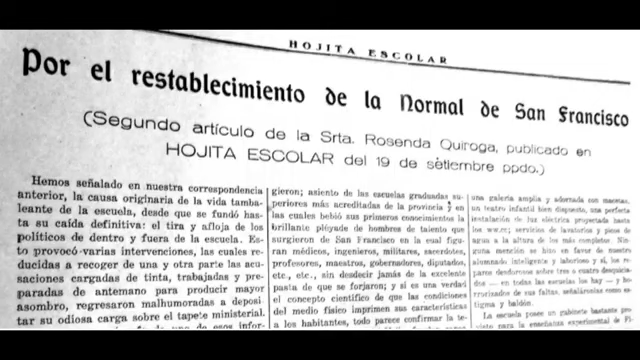 HOJITA ESCOLAR
Por el restablecimiento de la Normal de San Francisco
(Segundo artículo de la Srta. Rosenda Quiroga, publicado en
HOJITA ESCOLAR del 19 de sètiembre ppdo.)
Hemos señalado en nuestra correspondencia
anterior, la causa originaria de la vida tamba-
leante de la escuela, desde que se fundó has-
ta su caída definitiva: el tira y afloja de los
políticos de dentro y fuera de la escuela. Es-
to provocó varias intervenciones, las cuales re-
ducidas a recoger de una y otra parte las acu-
saciones cargadas de tinta, trabajadas y pre-
paradas de antemano para producir mayor
asombro, regresaron malhumoradas a deposi-
tar su odiosa carga sobre el tapete ministerial.
de esos infor-
gieron; asiento de las escuelas graduadas su-
periores más acreditadas de la provincia y en
las cuales bebió sus primeros conocimientos la
brillante pléyade de hombres de talento que
surgieron de San Francisco en la cual figu-
ran médicos, ingenieros, militares, sacerdotes,
profesores, maestros, gobernadores, diputados,
etc., etc., sin desdecir jamás de la excelente
pasta de que se forjaron; y si es una verdad
el concepto científico de que las condiciones
del medio físico imprimen sus características
a los habitantes, todo parece confirmar la te-
una galería amplia y adornada con macetas,
un teatro infantil bien dispuesto, una perfecta
instalación de luz eléctrica proyectada hasta
los ww.cc; servicios de lavatorios y pisos de
agua a la altura de los más completos. Nin-
guna mención se hizo en favor de nuestro
alumnado inteligente y laborioso y sí, los re-
paros dendorosos sobre tres o cuatro desquicia-
dos — en todas las escuelas los hay — y ho-
rrorizados de sus faltas, señaláronlas como es-
tigma y baldón.
La escuela posee un gabinete bastante pro-
visto para la enseñanza experimental de Fí-